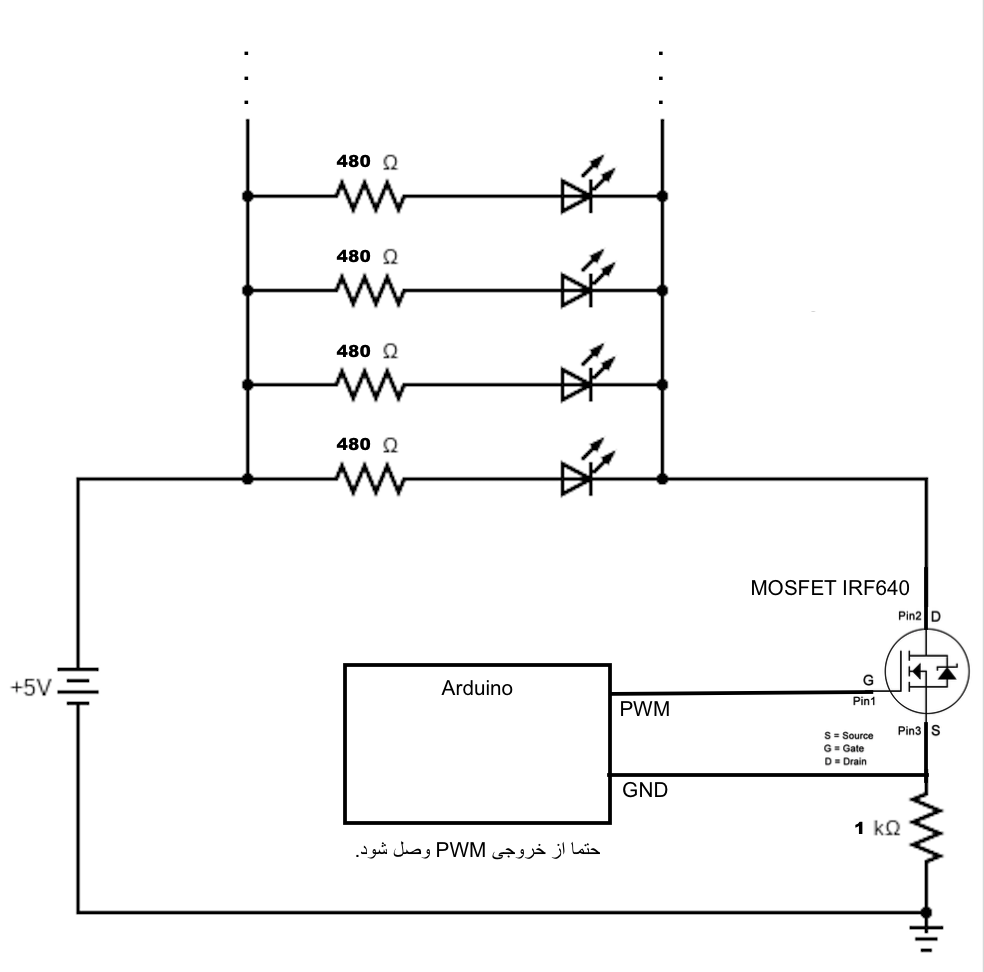 480 Ω
480 Ω
480 Ω
480 Ω
MOSFET IRF640
Pin2 D
+5V
Arduino
G
PWM
Pin1
Pin3 S
S = Source
G = Gate
D = Drain
GND
1 kΩ
حتما از خروجی PWM وصل شود.